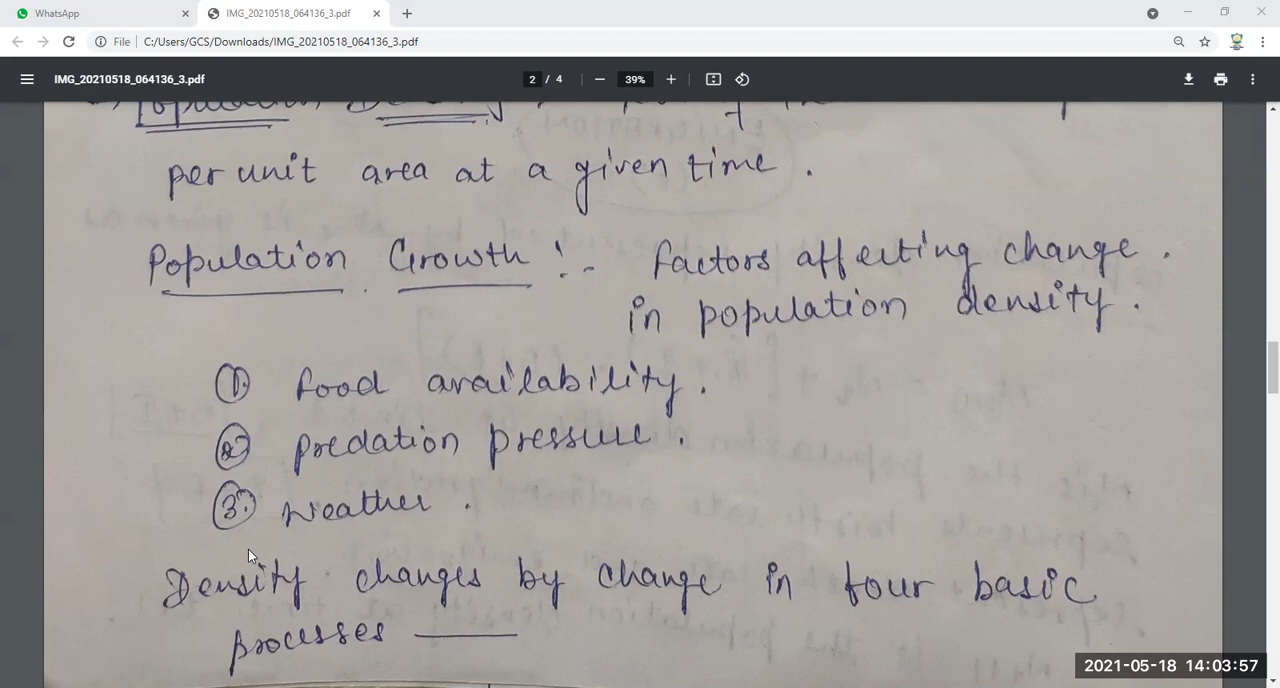 WhatsApp
IMG_20210518_064136_3.pdf
File C:/Users/GCS/Downloads/IMG_20210518_064136_3.pdf
IMG_20210518_064136_3.pdf
2 / 4
39%
Population Density
per unit area at a given time.
Population Growth :- Factors affecting change.
in population density.
① food availability.
② predation pressure.
③ weather.
Density changes by change in four basic
processes —
2021-05-18 14:03:57